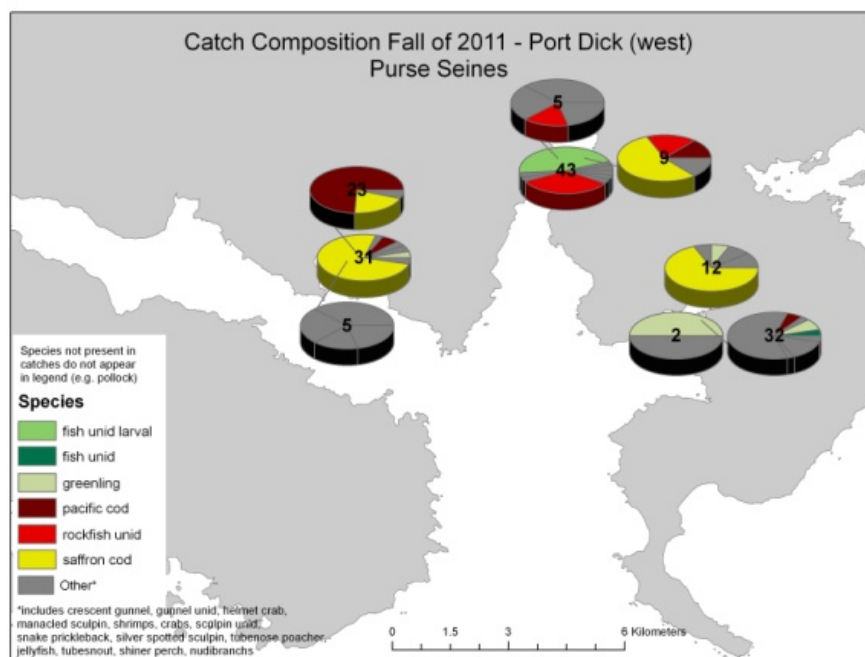 Catch Composition Fall of 2011 - Port Dick (west)
Purse Seines
5
43
9
23
31
5
12
2
32
Species not present in
catches do not appear
in legend (e.g. pollock)
Species
fish unid larval
fish unid
greenling
pacific cod
rockfish unid
saffron cod
Other*
*includes crescent gunnel, gunnel unid, helmet crab,
manacled sculpin, shrimps, crabs, sculpin unid,
snake prickleback, silver spotted sculpin, tubenose poacher,
jellyfish, tubesnout, shiner perch, nudibranchs
0 1.5 3 6 Kilometers